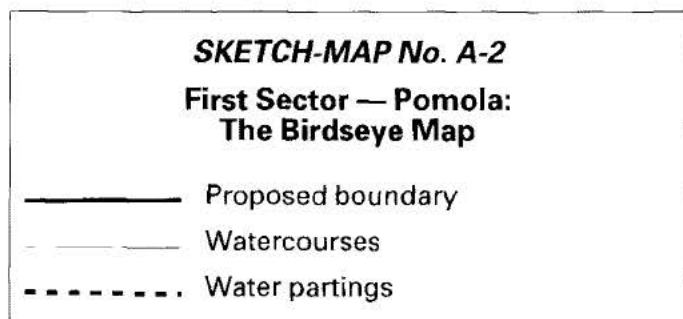 SKETCH-MAP No. A-2
First Sector — Pomola:
The Birdseye Map
Proposed boundary
Watercourses
Water partings